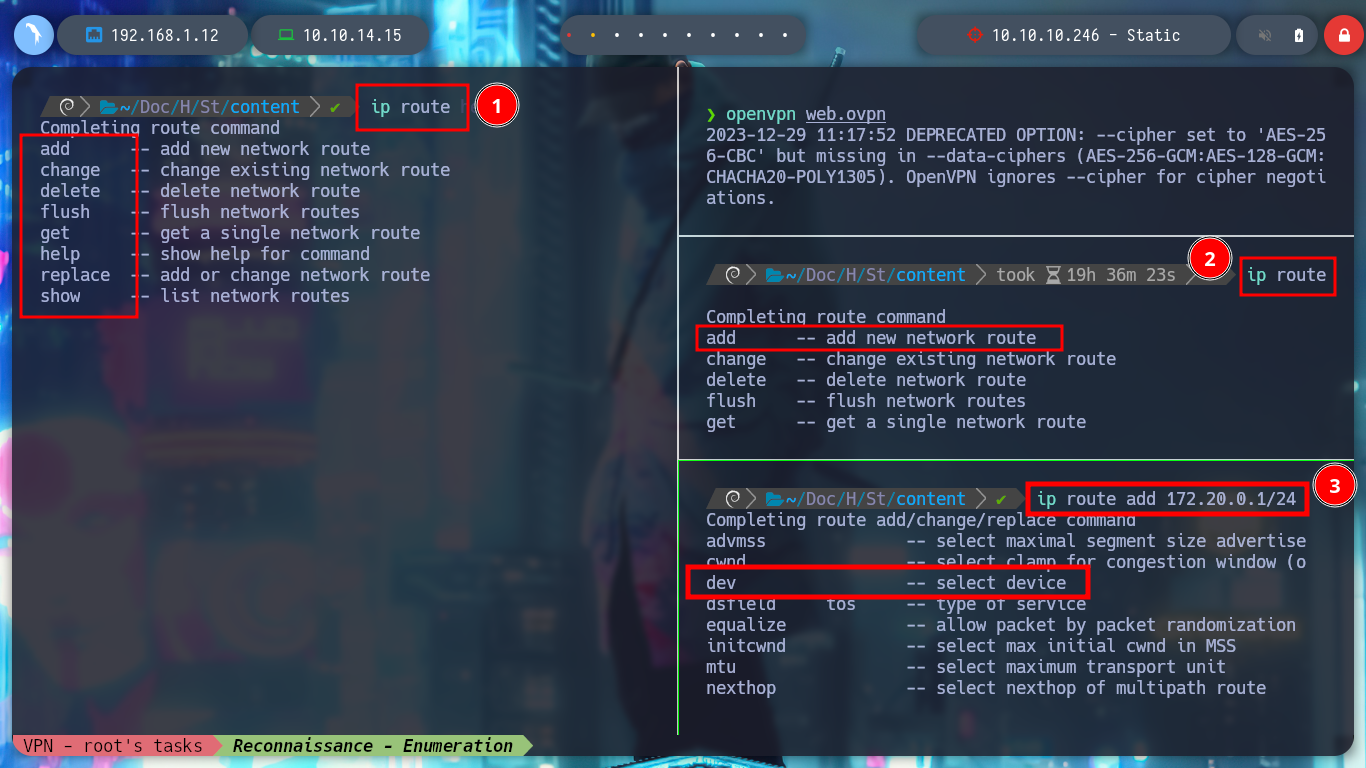 192.168.1.12
10.10.14.15
10.10.10.246 - Static
~/Doc/H/St/content ✔ ip route
1
Completing route command
add -- add new network route
change -- change existing network route
delete -- delete network route
flush -- flush network routes
get -- get a single network route
help -- show help for command
replace -- add or change network route
show -- list network routes
❯ openvpn web.ovpn
2023-12-29 11:17:52 DEPRECATED OPTION: --cipher set to 'AES-25
6-CBC' but missing in --data-ciphers (AES-256-GCM:AES-128-GCM:
CHACHA20-POLY1305). OpenVPN ignores --cipher for cipher negoti
ations.
2
~/Doc/H/St/content took 19h 36m 23s ip route
Completing route command
add -- add new network route
change -- change existing network route
delete -- delete network route
flush -- flush network routes
get -- get a single network route
3
~/Doc/H/St/content ✔ ip route add 172.20.0.1/24
Completing route add/change/replace command
advmss -- select maximal segment size advertise
cwnd -- select clamp for congestion window (o
dev -- select device
dsfield tos -- type of service
equalize -- allow packet by packet randomization
initcwnd -- select max initial cwnd in MSS
mtu -- select maximum transport unit
nexthop -- select nexthop of multipath route
VPN - root's tasks Reconnaissance - Enumeration